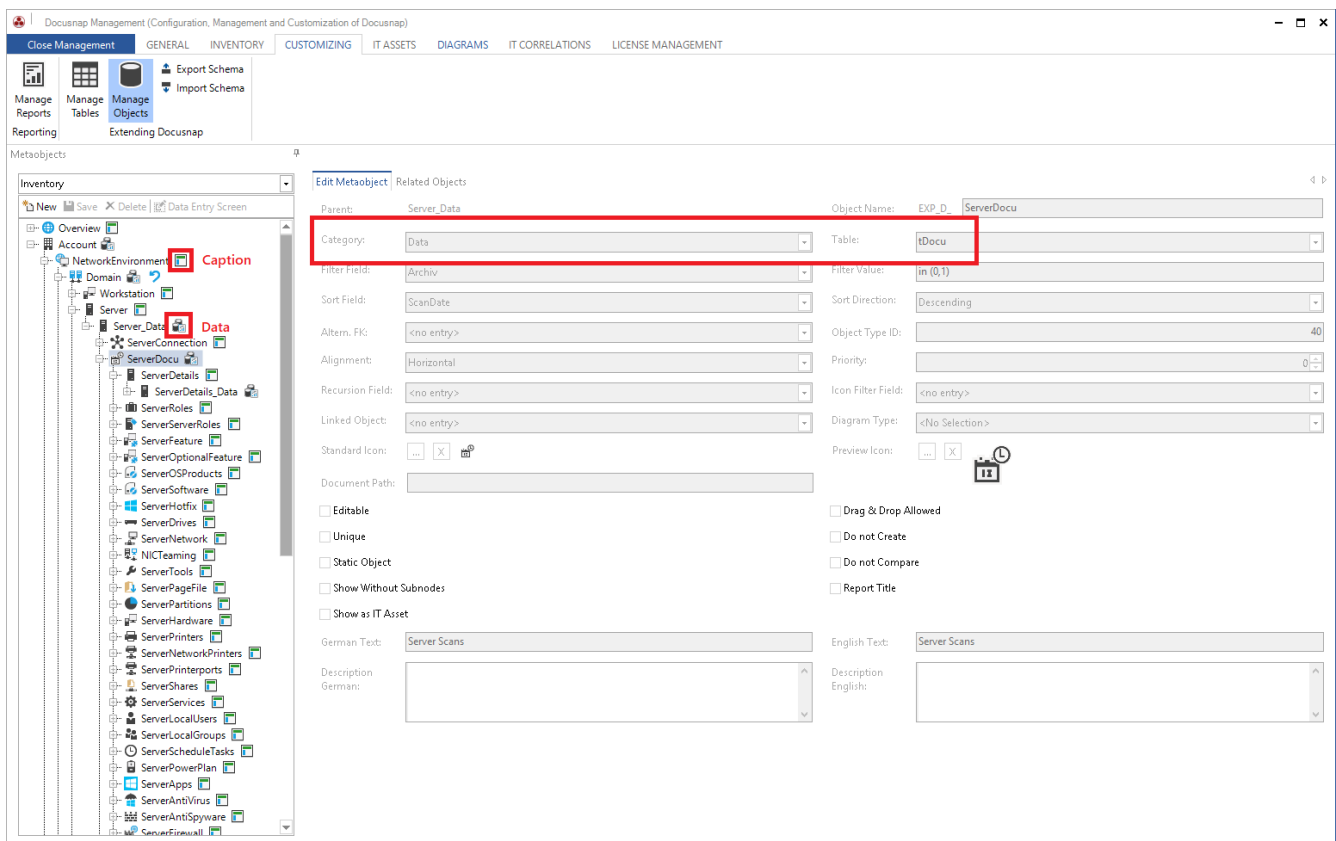 Docusnap Management (Configuration, Management and Customization of Docusnap)
Close Management GENERAL INVENTORY CUSTOMIZING IT ASSETS DIAGRAMS IT CORRELATIONS LICENSE MANAGEMENT
Manage Reports
Manage Tables
Manage Objects
Export Schema
Import Schema
Reporting
Extending Docusnap
Metaobjects
Inventory
New Save Delete Data Entry Screen
Overview
Account
NetworkEnvironment Caption
Domain
Workstation
Server
Server_Data Data
ServerConnection
ServerDocu
ServerDetails
ServerDetails_Data
ServerRoles
ServerServerRoles
ServerFeature
ServerOptionalFeature
ServerOSProducts
ServerSoftware
ServerHotfix
ServerDrives
ServerNetwork
NICTeaming
ServerTools
ServerPageFile
ServerPartitions
ServerHardware
ServerPrinters
ServerNetworkPrinters
ServerPrinterports
ServerShares
ServerServices
ServerLocalUsers
ServerLocalGroups
ServerScheduleTasks
ServerPowerPlan
ServerApps
ServerAntiVirus
ServerAntiSpyware
ServerFirewall
Edit Metaobject Related Objects
Parent: Server_Data Object Name: EXP_D_ ServerDocu
Category: Data Table: tDocu
Filter Field: Archiv Filter Value: in (0,1)
Sort Field: ScanDate Sort Direction: Descending
Altern. FK: <no entry> Object Type ID: 40
Alignment: Horizontal Priority: 0
Recursion Field: <no entry> Icon Filter Field: <no entry>
Linked Object: <no entry> Diagram Type: <No Selection>
Standard Icon: ... X Preview Icon: ... X
Document Path:
Editable Drag & Drop Allowed
Unique Do not Create
Static Object Do not Compare
Show Without Subnodes Report Title
Show as IT Asset
German Text: Server Scans English Text: Server Scans
Description German: Description English: